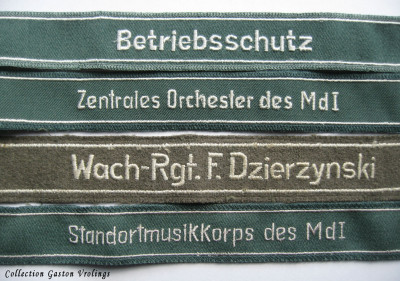 Betriebsschutz
Zentrales Orchester des MdI
Wach-Rgt. F. Dzierzynski
Standortmusikkorps des MdI
Collection Gaston Vrolings